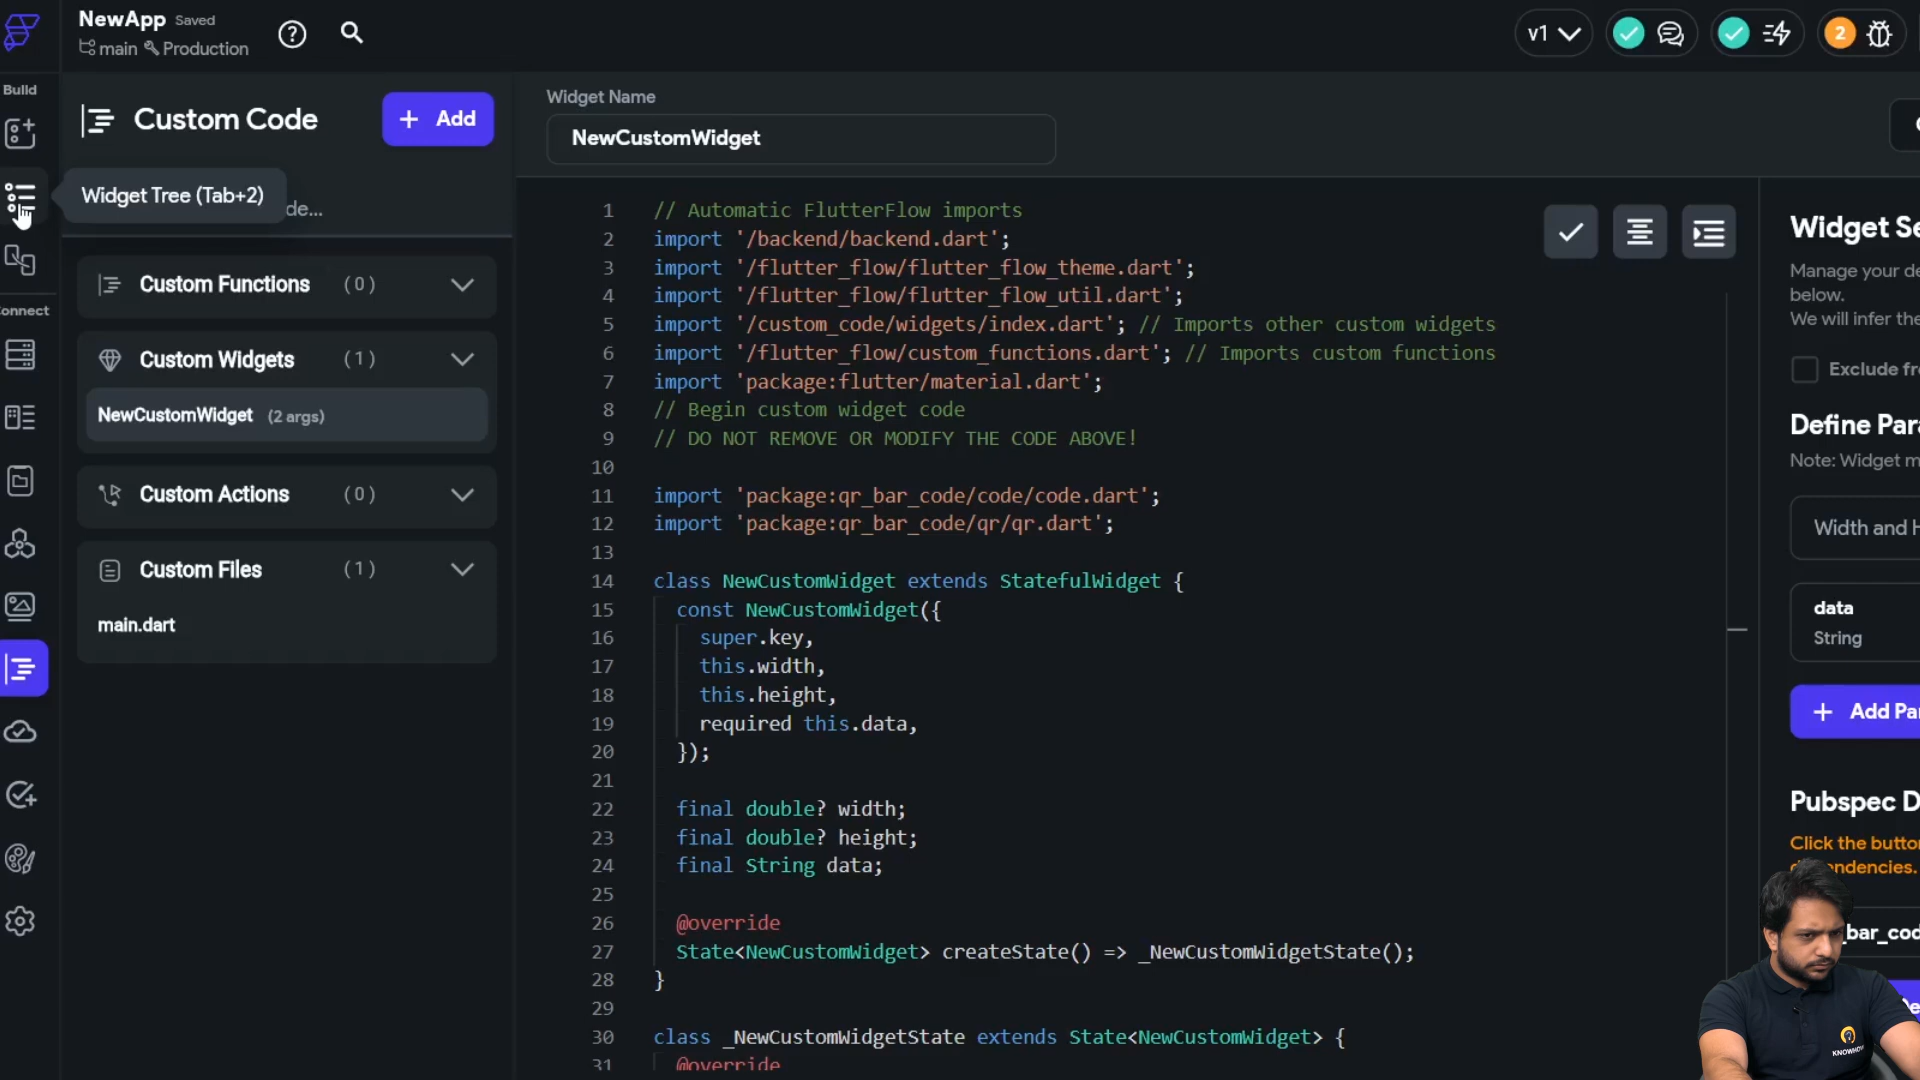 NewApp Saved
main Production
v1
2
Build
Custom Code
+ Add
Widget Tree (Tab+2)
de...
Custom Functions (0)
onnect
Custom Widgets (1)
NewCustomWidget (2 args)
Custom Actions (0)
Custom Files (1)
main.dart
Widget Name
NewCustomWidget
1 // Automatic FlutterFlow imports
2 import '/backend/backend.dart';
3 import '/flutter_flow/flutter_flow_theme.dart';
4 import '/flutter_flow/flutter_flow_util.dart';
5 import '/custom_code/widgets/index.dart'; // Imports other custom widgets
6 import '/flutter_flow/custom_functions.dart'; // Imports custom functions
7 import 'package:flutter/material.dart';
8 // Begin custom widget code
9 // DO NOT REMOVE OR MODIFY THE CODE ABOVE!
10
11 import 'package:qr_bar_code/code/code.dart';
12 import 'package:qr_bar_code/qr/qr.dart';
13
14 class NewCustomWidget extends StatefulWidget {
15 const NewCustomWidget({
16 super.key,
17 this.width,
18 this.height,
19 required this.data,
20 });
21
22 final double? width;
23 final double? height;
24 final String data;
25
26 @override
27 State<NewCustomWidget> createState() => _NewCustomWidgetState();
28 }
29
30 class _NewCustomWidgetState extends State<NewCustomWidget> {
31 @override
Widget Se
Manage your de
below.
We will infer the
Exclude fr
Define Par
Note: Widget m
Width and H
data
String
+ Add Par
Pubspec D
Click the button
endencies.
_bar_cod
De